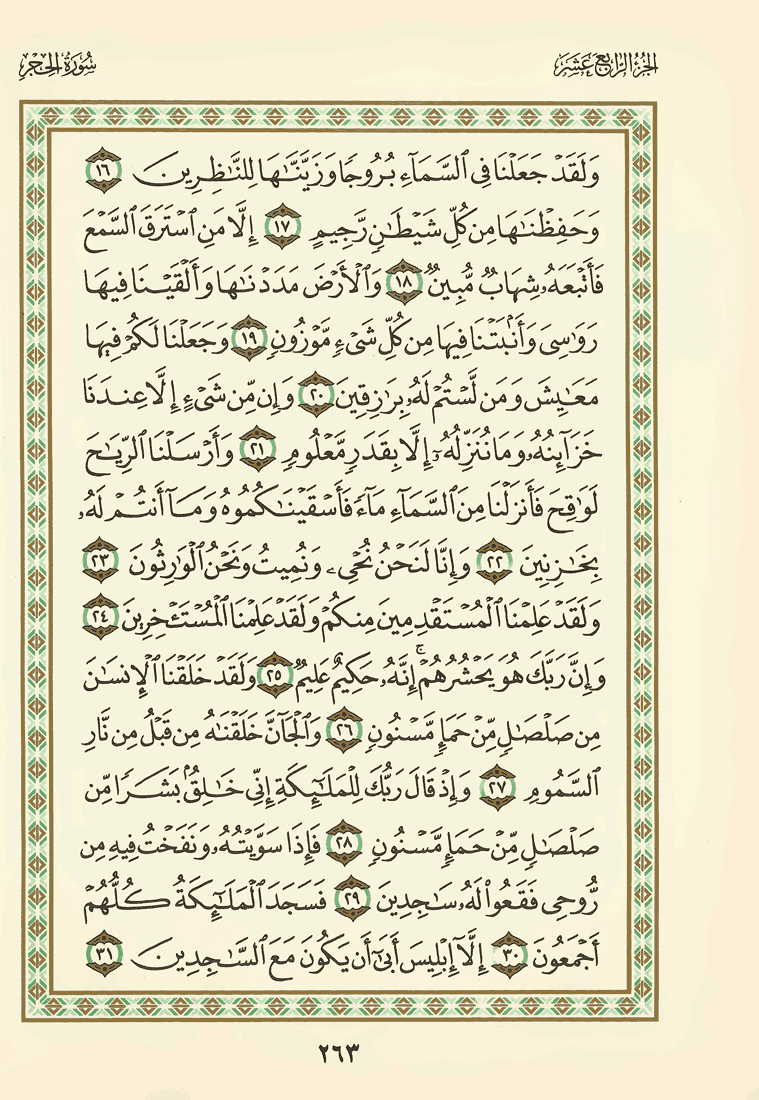 الجزء الرابع عشر
سورة الحجر
وَلَقَدْ جَعَلْنَا فِى ٱلسَّمَآءِ بُرُوجًا وَزَيَّنَّـٰهَا لِلنَّـٰظِرِينَ ١٦
وَحَفِظْنَـٰهَا مِن كُلِّ شَيْطَـٰنٍ رَّجِيمٍ ١٧ إِلَّا مَنِ ٱسْتَرَقَ ٱلسَّمْعَ
فَأَتْبَعَهُۥ شِهَابٌ مُّبِينٌ ١٨ وَٱلْأَرْضَ مَدَدْنَـٰهَا وَأَلْقَيْنَا فِيهَا
رَوَٰسِىَ وَأَنۢبَتْنَا فِيهَا مِن كُلِّ شَىْءٍ مَّوْزُونٍ ١٩ وَجَعَلْنَا لَكُمْ فِيهَا
مَعَـٰيِشَ وَمَن لَّسْتُمْ لَهُۥ بِرَٰزِقِينَ ٢٠ وَإِن مِّن شَىْءٍ إِلَّا عِندَنَا
خَزَآئِنُهُۥ وَمَا نُنَزِّلُهُۥٓ إِلَّا بِقَدَرٍ مَّعْلُومٍ ٢١ وَأَرْسَلْنَا ٱلرِّيَـٰحَ
لَوَٰقِحَ فَأَنزَلْنَا مِنَ ٱلسَّمَآءِ مَآءً فَأَسْقَيْنَـٰكُمُوهُ وَمَآ أَنتُمْ لَهُۥ
بِخَـٰزِنِينَ ٢٢ وَإِنَّا لَنَحْنُ نُحْىِۦ وَنُمِيتُ وَنَحْنُ ٱلْوَٰرِثُونَ ٢٣
وَلَقَدْ عَلِمْنَا ٱلْمُسْتَقْدِمِينَ مِنكُمْ وَلَقَدْ عَلِمْنَا ٱلْمُسْتَـْٔخِرِينَ ٢٤
وَإِنَّ رَبَّكَ هُوَ يَحْشُرُهُمْ ۚ إِنَّهُۥ حَكِيمٌ عَلِيمٌ ٢٥ وَلَقَدْ خَلَقْنَا ٱلْإِنسَـٰنَ
مِن صَلْصَـٰلٍ مِّنْ حَمَإٍ مَّسْنُونٍ ٢٦ وَٱلْجَآنَّ خَلَقْنَـٰهُ مِن قَبْلُ مِن نَّارِ
ٱلسَّمُومِ ٢٧ وَإِذْ قَالَ رَبُّكَ لِلْمَلَـٰٓئِكَةِ إِنِّى خَـٰلِقٌۢ بَشَرًا مِّن
صَلْصَـٰلٍ مِّنْ حَمَإٍ مَّسْنُونٍ ٢٨ فَإِذَا سَوَّيْتُهُۥ وَنَفَخْتُ فِيهِ مِن
رُّوحِى فَقَعُوا۟ لَهُۥ سَـٰجِدِينَ ٢٩ فَسَجَدَ ٱلْمَلَـٰٓئِكَةُ كُلُّهُمْ
أَجْمَعُونَ ٣٠ إِلَّآ إِبْلِيسَ أَبَىٰٓ أَن يَكُونَ مَعَ ٱلسَّـٰجِدِينَ ٣١
٢٦٣